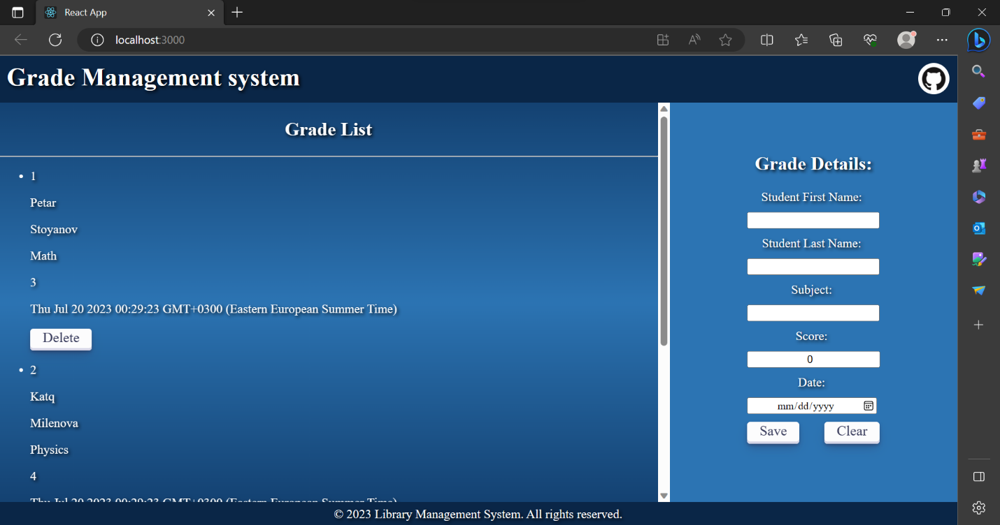 React App
localhost:3000
Grade Management system
Grade List
• 1
Petar
Stoyanov
Math
3
Thu Jul 20 2023 00:29:23 GMT+0300 (Eastern European Summer Time)
Delete
• 2
Katq
Milenova
Physics
4
Thu Jul 20 2023 00:29:23 GMT+0300 (Eastern European Summer Time)
Grade Details:
Student First Name:
Student Last Name:
Subject:
Score:
0
Date:
mm/dd/yyyy
Save Clear
© 2023 Library Management System. All rights reserved.